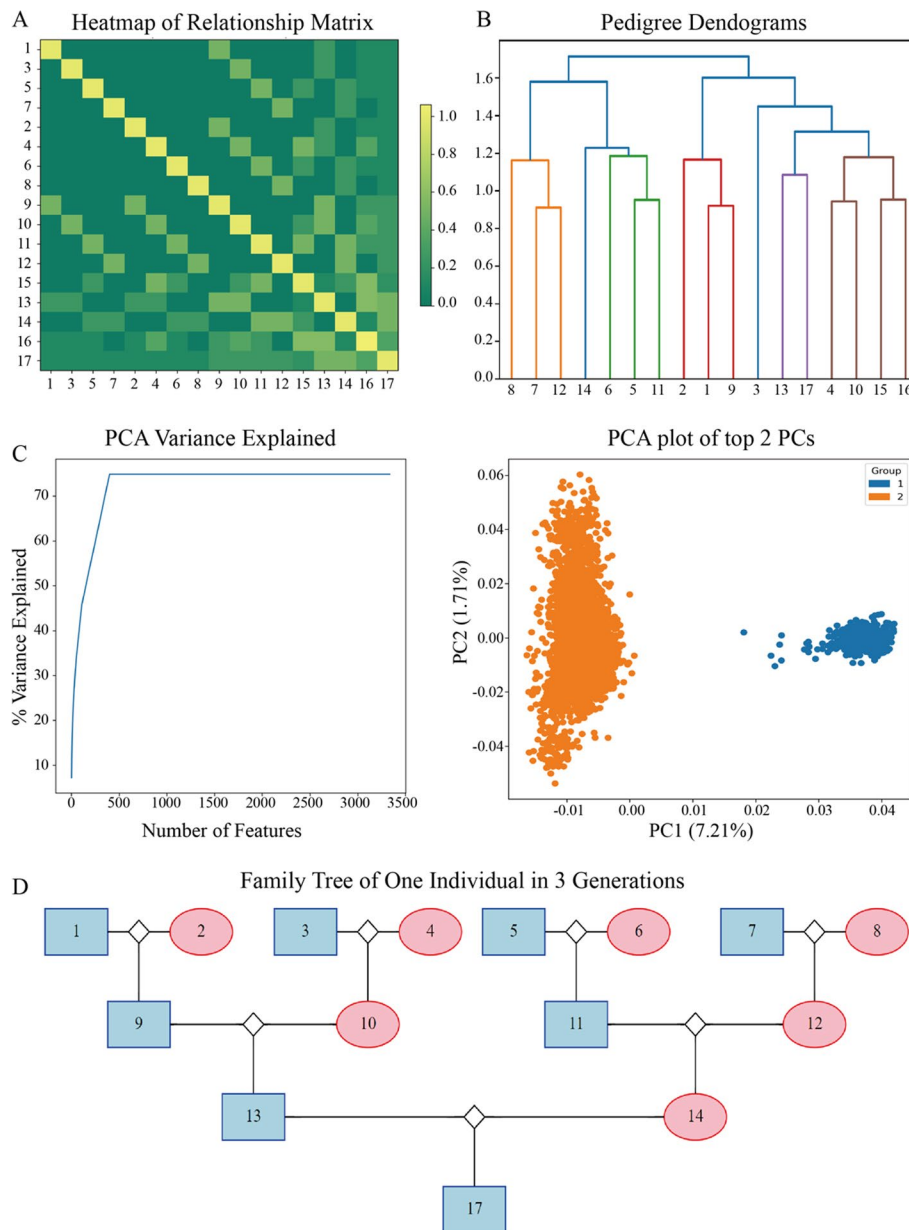 A
Heatmap of Relationship Matrix
1
3
5
7
2
4
6
8
9
10
11
12
15
13
14
16
17
1 3 5 7 2 4 6 8 9 10 11 12 15 13 14 16 17
1.0
0.8
0.6
0.4
0.2
0.0
B
Pedigree Dendograms
1.6
1.4
1.2
1.0
0.8
0.6
0.4
0.2
0.0
8 7 12 14 6 5 11 2 1 9 3 13 17 4 10 15 16
C
PCA Variance Explained
% Variance Explained
70
60
50
40
30
20
10
0 500 1000 1500 2000 2500 3000 3500
Number of Features
PCA plot of top 2 PCs
Group
1
2
PC2 (1.71%)
0.06
0.04
0.02
0.00
-0.02
-0.04
-0.01 0.00 0.02 0.03 0.04
PC1 (7.21%)
D
Family Tree of One Individual in 3 Generations
1 2 3 4 5 6 7 8
9 10 11 12
13 14
17